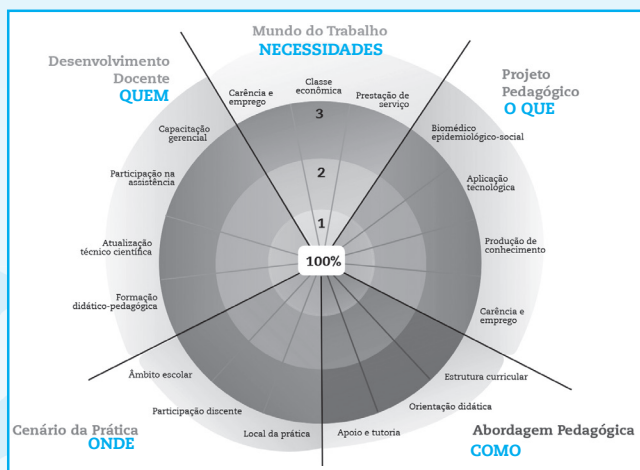 Mundo do Trabalho
NECESSIDADES
Desenvolvimento
Docente
QUEM
Projeto
Pedagógico
O QUE
Carência e
emprego
Classe
econômica
Prestação de
serviço
Capacitação
gerencial
Participação na
assistência
Atualização
técnico científica
Formação
didático-pedagógica
Biomédico
epidemiológico-social
Aplicação
tecnológica
Produção de
conhecimento
Carência e
emprego
3
2
1
100%
Âmbito escolar
Participação discente
Local da prática
Apoio e tutoria
Orientação didática
Estrutura curricular
Cenário da Prática
ONDE
Abordagem Pedagógica
COMO